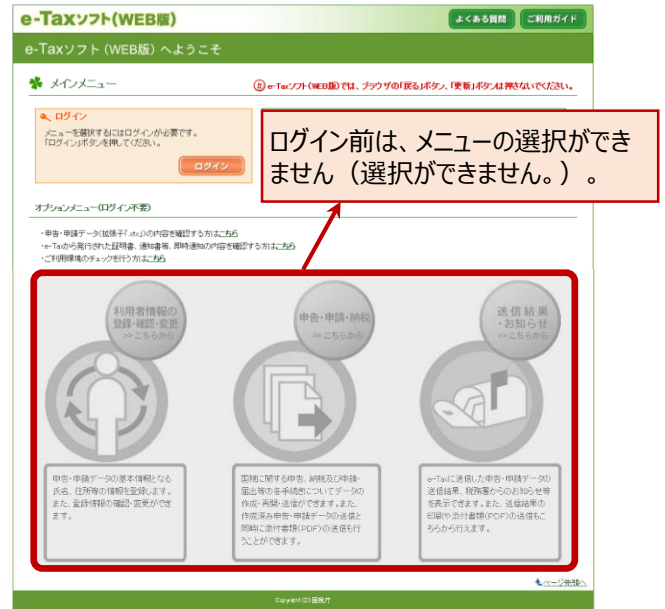 e-Taxソフト(WEB版)
よくある質問
ご利用ガイド
e-Taxソフト(WEB版)へようこそ
メインメニュー
e-Taxソフト(WEB版)では、ブラウザの「戻る」ボタン、「更新」ボタンは押さないでください。
ログイン
メニューを選択するにはログインが必要です。
「ログイン」ボタンを押してください。
ログイン
ログイン前は、メニューの選択ができ
ません（選択ができません。）。
オプションメニュー(ログイン不要)
・申告・申請データ(拡張子「.xtx」)の内容を確認する方はこちら
・e-Taxから発行された証明書、通知書等、即時通知の内容を確認する方はこちら
・ご利用環境のチェックを行う方はこちら
利用者情報の
登録・確認・変更
>>こちらから
申告・申請・納税
>>こちらから
送信結果
・お知らせ
>>こちらから
申告・申請データの基本情報となる
氏名、住所等の情報を登録します。
また、登録情報の確認・変更ができ
ます。
国税に関する申告、納税及び申請・
届出等の各手続きについてデータの
作成・再開・送信ができます。また、
作成済み申告・申請データの送信と
同時に添付書類(PDF)の送信も行
うことができます。
e-Taxに送信した申告・申請データの
送信結果、税務署からのお知らせ等
を表示できます。また、送信結果の
印刷や添付書類(PDF)の送信もこ
ちらから行えます。
ページ先頭へ
Copyright (C) 国税庁